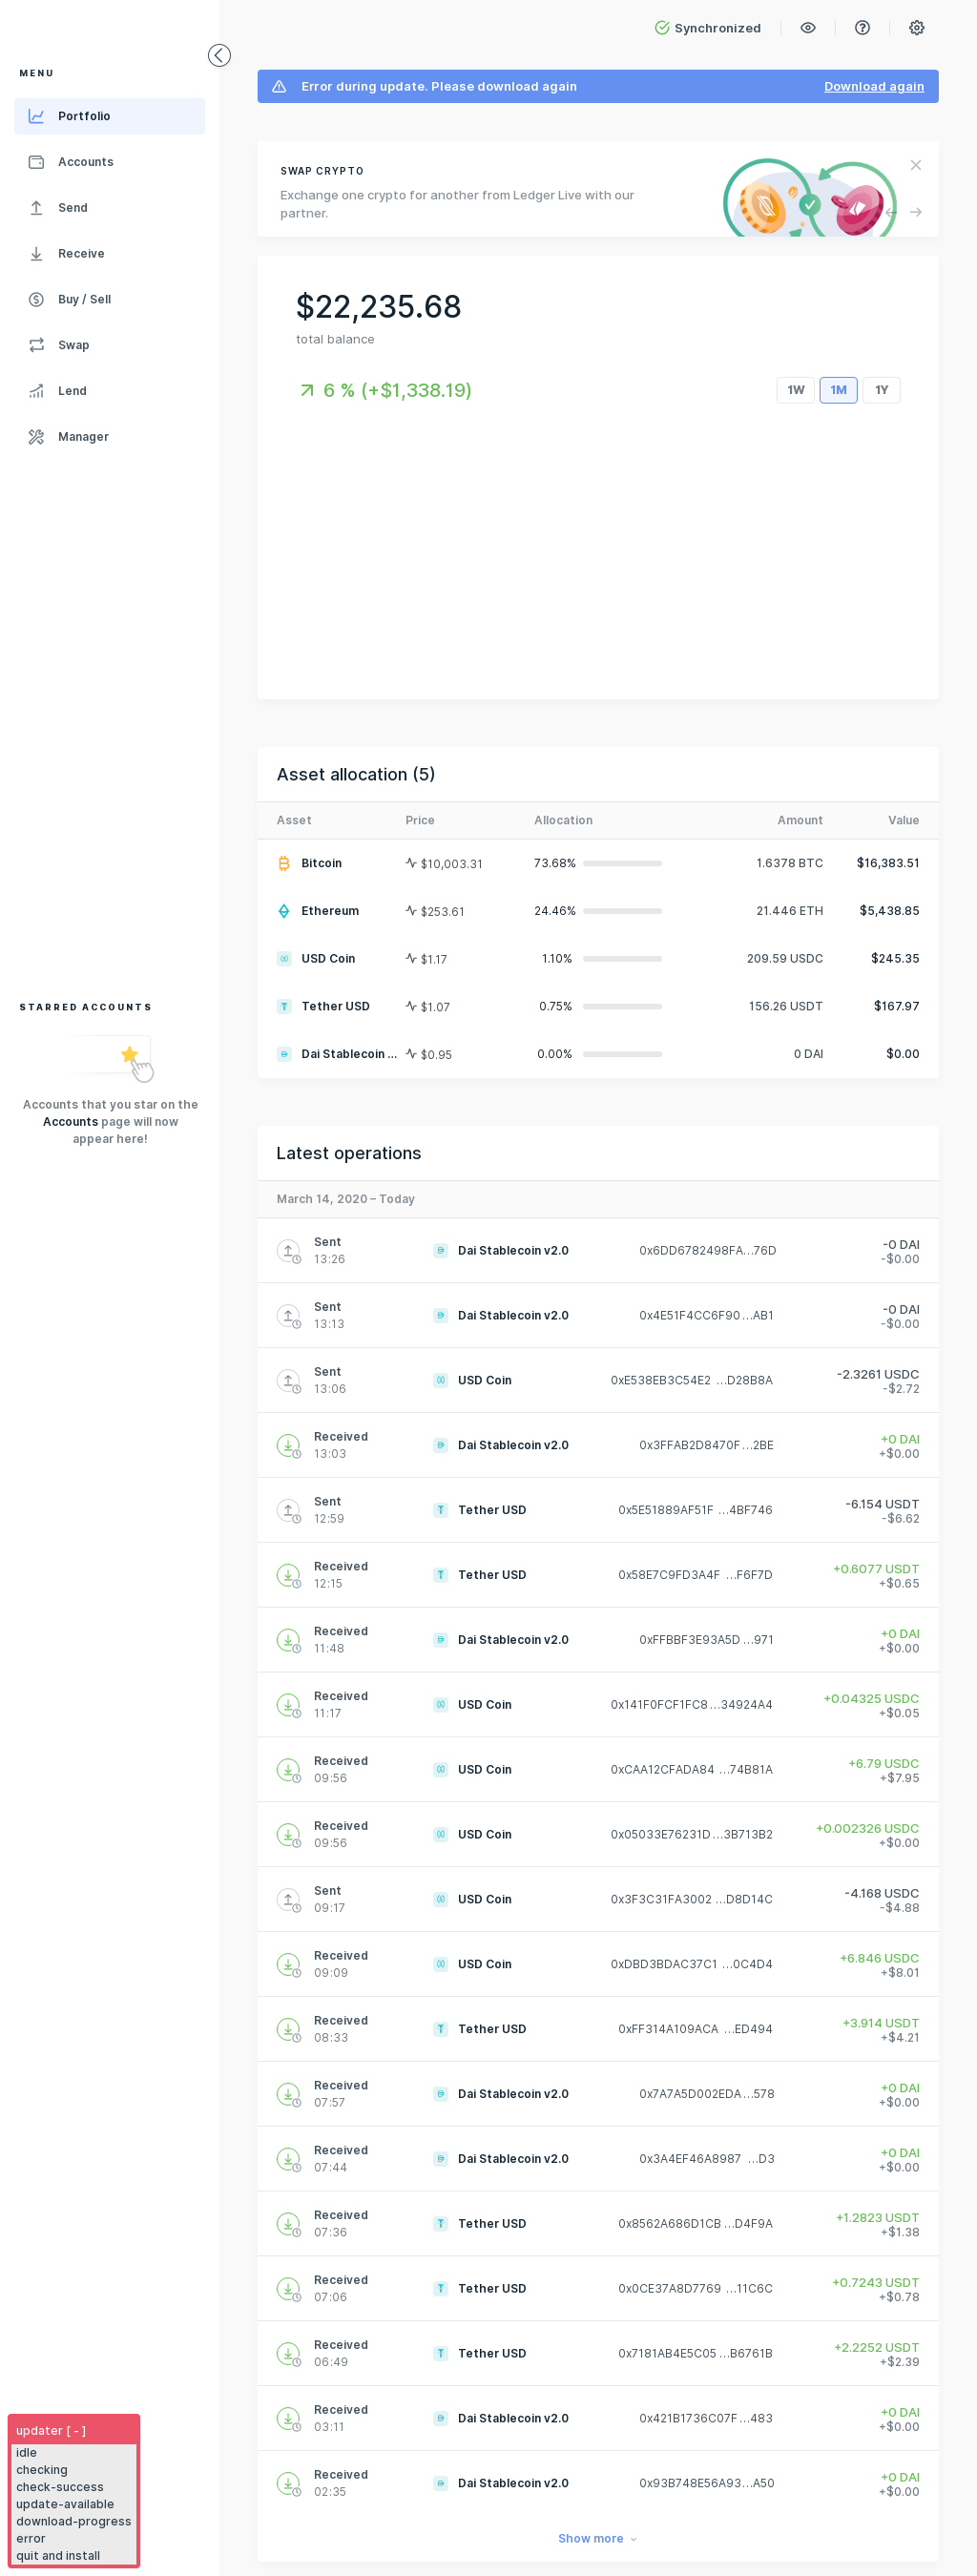 Synchronized
MENU
Portfolio
Accounts
Send
Receive
Buy / Sell
Swap
Lend
Manager
STARRED ACCOUNTS
Accounts that you star on the
Accounts page will now
appear here!
updater [ - ]
idle
checking
check-success
update-available
download-progress
error
quit and install
Error during update. Please download again
Download again
SWAP CRYPTO
Exchange one crypto for another from Ledger Live with our
partner.
$22,235.68
total balance
6 % (+$1,338.19)
1W 1M 1Y
Asset allocation (5)
Asset Price Allocation Amount Value
Bitcoin $10,003.31 73.68% 1.6378 BTC $16,383.51
Ethereum $253.61 24.46% 21.446 ETH $5,438.85
USD Coin $1.17 1.10% 209.59 USDC $245.35
Tether USD $1.07 0.75% 156.26 USDT $167.97
Dai Stablecoin ... $0.95 0.00% 0 DAI $0.00
Latest operations
March 14, 2020 – Today
Sent Dai Stablecoin v2.0 0x6DD6782498FA...76D -0 DAI
13:26 -$0.00
Sent Dai Stablecoin v2.0 0x4E51F4CC6F90...AB1 -0 DAI
13:13 -$0.00
Sent USD Coin 0xE538EB3C54E2 ...D28B8A -2.3261 USDC
13:06 -$2.72
Received Dai Stablecoin v2.0 0x3FFAB2D8470F...2BE +0 DAI
13:03 +$0.00
Sent Tether USD 0x5E51889AF51F ...4BF746 -6.154 USDT
12:59 -$6.62
Received Tether USD 0x58E7C9FD3A4F ...F6F7D +0.6077 USDT
12:15 +$0.65
Received Dai Stablecoin v2.0 0xFFBBF3E93A5D ...971 +0 DAI
11:48 +$0.00
Received USD Coin 0x141F0FCF1FC8...34924A4 +0.04325 USDC
11:17 +$0.05
Received USD Coin 0xCAA12CFADA84 ...74B81A +6.79 USDC
09:56 +$7.95
Received USD Coin 0x05033E76231D...3B713B2 +0.002326 USDC
09:56 +$0.00
Sent USD Coin 0x3F3C31FA3002 ...D8D14C -4.168 USDC
09:17 -$4.88
Received USD Coin 0xDBD3BDAC37C1 ...0C4D4 +6.846 USDC
09:09 +$8.01
Received Tether USD 0xFF314A109ACA ...ED494 +3.914 USDT
08:33 +$4.21
Received Dai Stablecoin v2.0 0x7A7A5D002EDA...578 +0 DAI
07:57 +$0.00
Received Dai Stablecoin v2.0 0x3A4EF46A8987 ...D3 +0 DAI
07:44 +$0.00
Received Tether USD 0x8562A686D1CB ...D4F9A +1.2823 USDT
07:36 +$1.38
Received Tether USD 0x0CE37A8D7769 ...11C6C +0.7243 USDT
07:06 +$0.78
Received Tether USD 0x7181AB4E5C05 ...B6761B +2.2252 USDT
06:49 +$2.39
Received Dai Stablecoin v2.0 0x421B1736C07F...483 +0 DAI
03:11 +$0.00
Received Dai Stablecoin v2.0 0x93B748E56A93...A50 +0 DAI
02:35 +$0.00
Show more